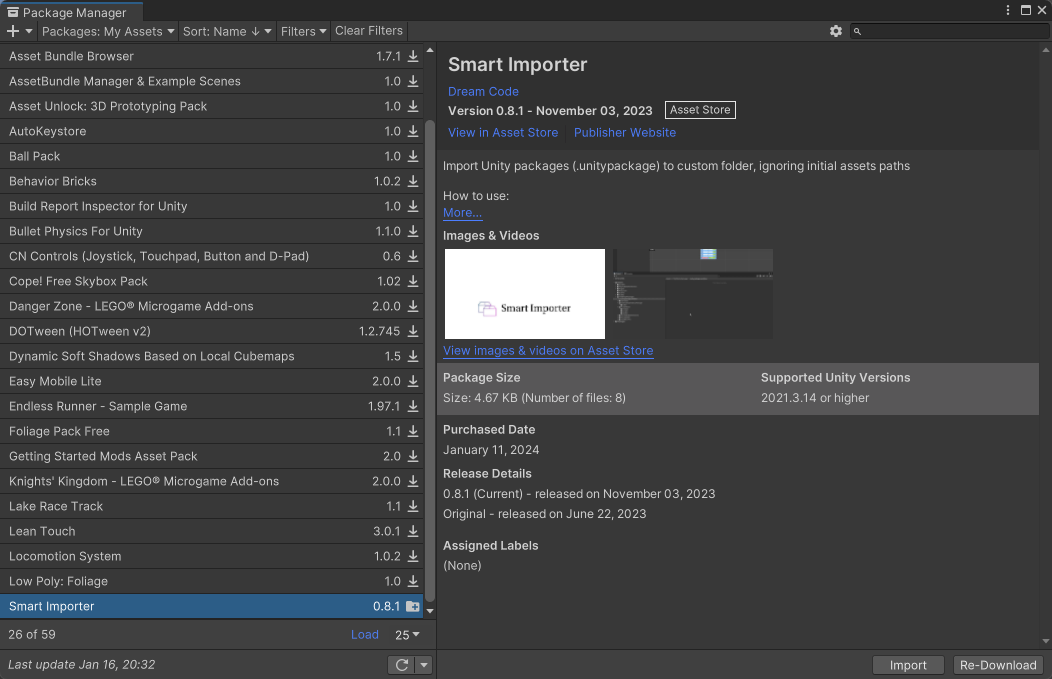 Package Manager
Packages: My Assets Sort: Name ↓ Filters Clear Filters
Asset Bundle Browser 1.7.1
AssetBundle Manager & Example Scenes 1.0
Asset Unlock: 3D Prototyping Pack 1.0
AutoKeystore 1.0
Ball Pack 1.0
Behavior Bricks 1.0.2
Build Report Inspector for Unity 1.0
Bullet Physics For Unity 1.1.0
CN Controls (Joystick, Touchpad, Button and D-Pad) 0.6
Cope! Free Skybox Pack 1.02
Danger Zone - LEGO® Microgame Add-ons 2.0.0
DOTween (HOTween v2) 1.2.745
Dynamic Soft Shadows Based on Local Cubemaps 1.5
Easy Mobile Lite 2.0.0
Endless Runner - Sample Game 1.97.1
Foliage Pack Free 1.1
Getting Started Mods Asset Pack 2.0
Knights' Kingdom - LEGO® Microgame Add-ons 2.0.0
Lake Race Track 1.1
Lean Touch 3.0.1
Locomotion System 1.0.2
Low Poly: Foliage 1.0
Smart Importer 0.8.1
26 of 59 Load 25
Last update Jan 16, 20:32
Smart Importer
Dream Code
Version 0.8.1 - November 03, 2023 Asset Store
View in Asset Store Publisher Website
Import Unity packages (.unitypackage) to custom folder, ignoring initial assets paths
How to use:
More...
Images & Videos
Smart Importer
View images & videos on Asset Store
Package Size Supported Unity Versions
Size: 4.67 KB (Number of files: 8) 2021.3.14 or higher
Purchased Date
January 11, 2024
Release Details
0.8.1 (Current) - released on November 03, 2023
Original - released on June 22, 2023
Assigned Labels
(None)
Import Re-Download